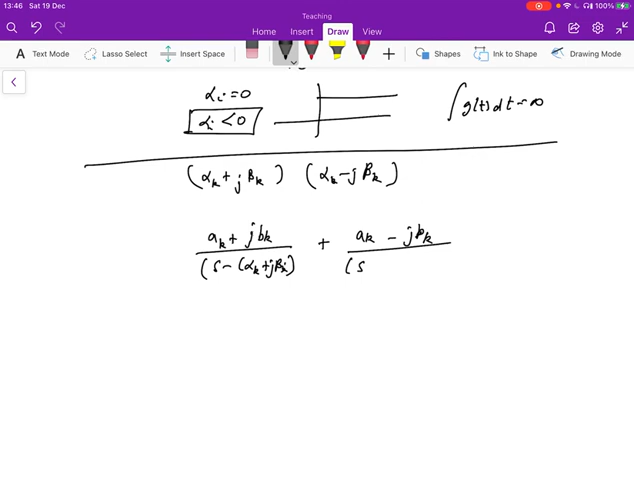 13:46 Sat 19 Dec
100%
Teaching
Home Insert Draw View
A Text Mode Lasso Select Insert Space + Shapes Ink to Shape Drawing Mode
αᵢ = 0
αᵢ < 0
∫ g(t) dt → ∞
(αₖ + jβₖ) (αₖ - jβₖ)
aₖ + jbₖ + aₖ - jbₖ
(s - (αₖ + jβₖ) (s